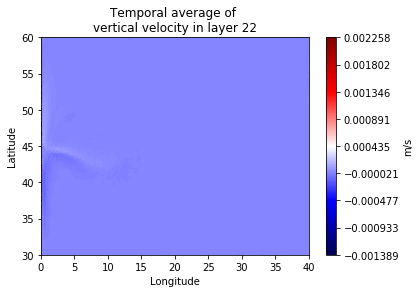 Temporal average of
vertical velocity in layer 22
60
55
50
45
40
35
30
Latitude
0 5 10 15 20 25 30 35 40
Longitude
0.002258
0.001802
0.001346
0.000891
0.000435
−0.000021
−0.000477
−0.000933
−0.001389
m/s